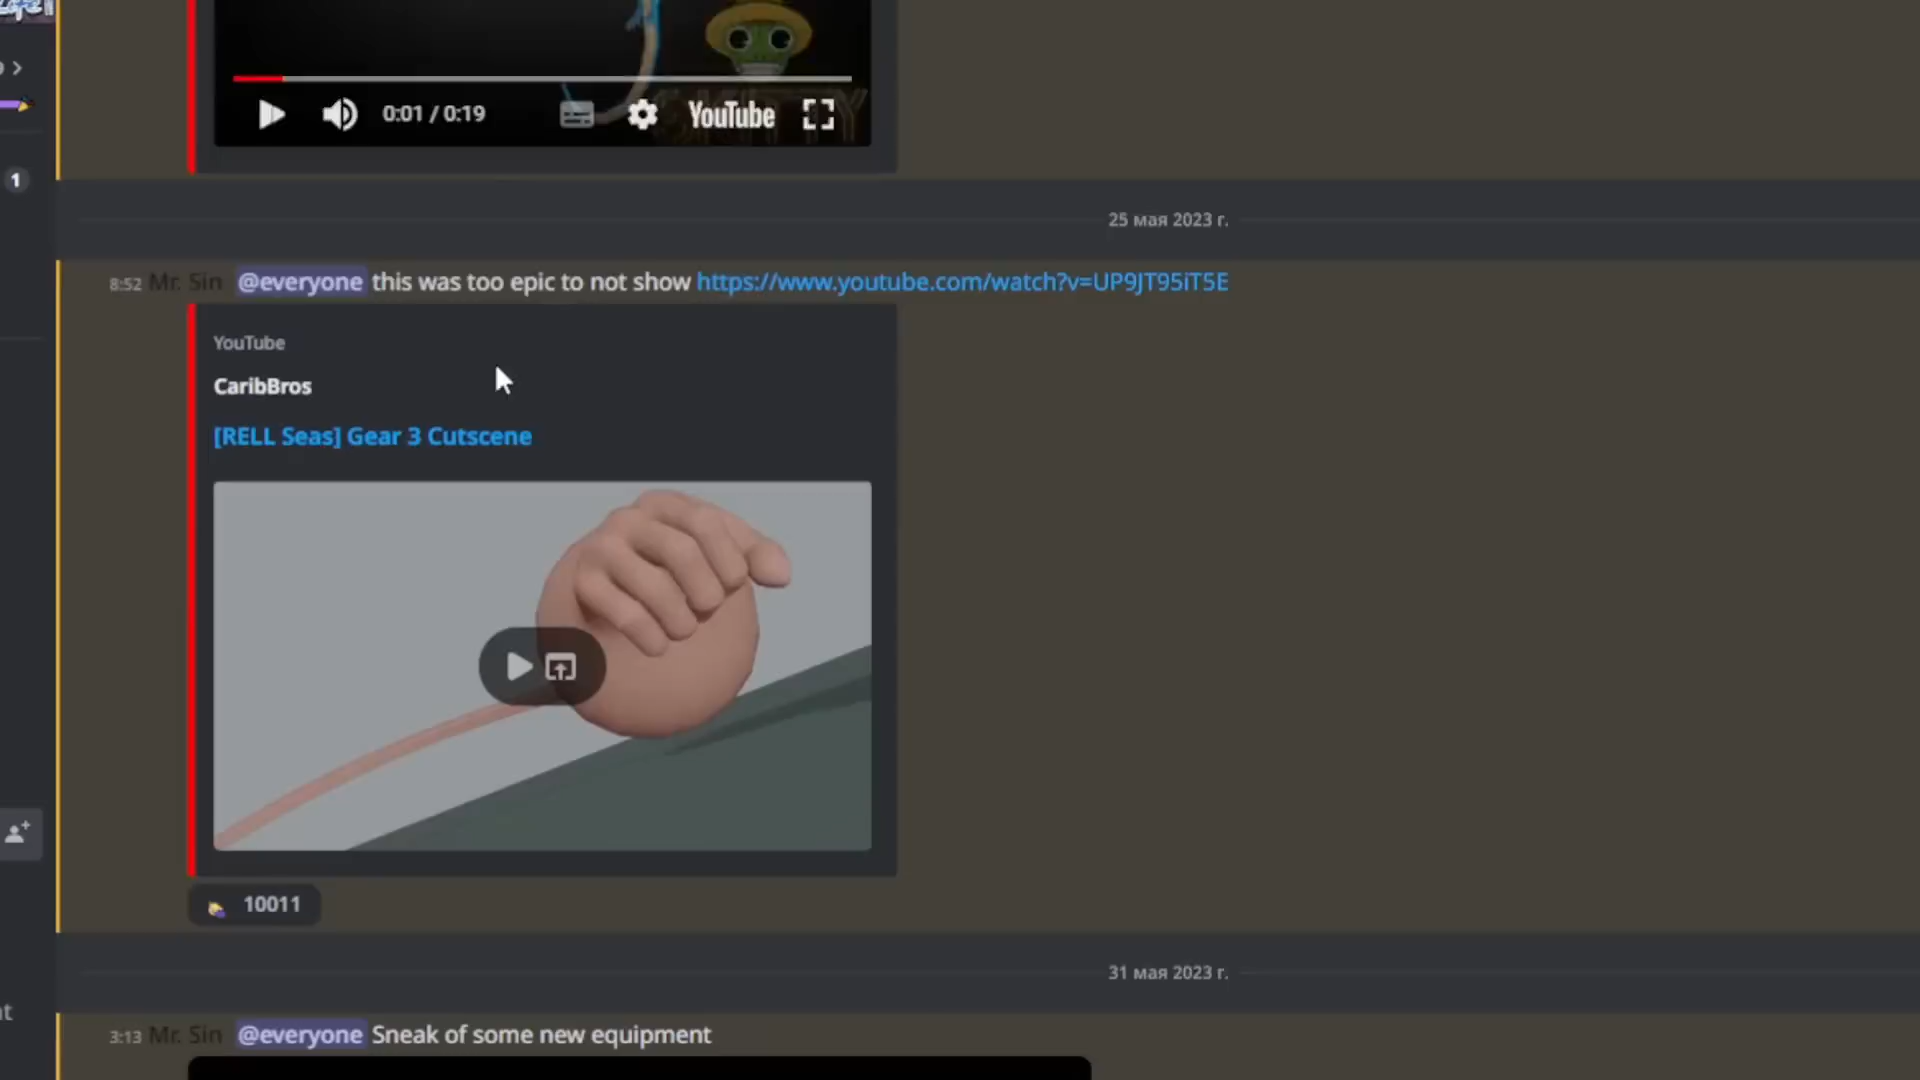 0:01 / 0:19
YouTube
1
25 мая 2023 г.
8:52 Mr. Sin @everyone this was too epic to not show https://www.youtube.com/watch?v=UP9JT95iT5E
YouTube
CaribBros
[RELL Seas] Gear 3 Cutscene
10011
31 мая 2023 г.
3:13 Mr. Sin @everyone Sneak of some new equipment